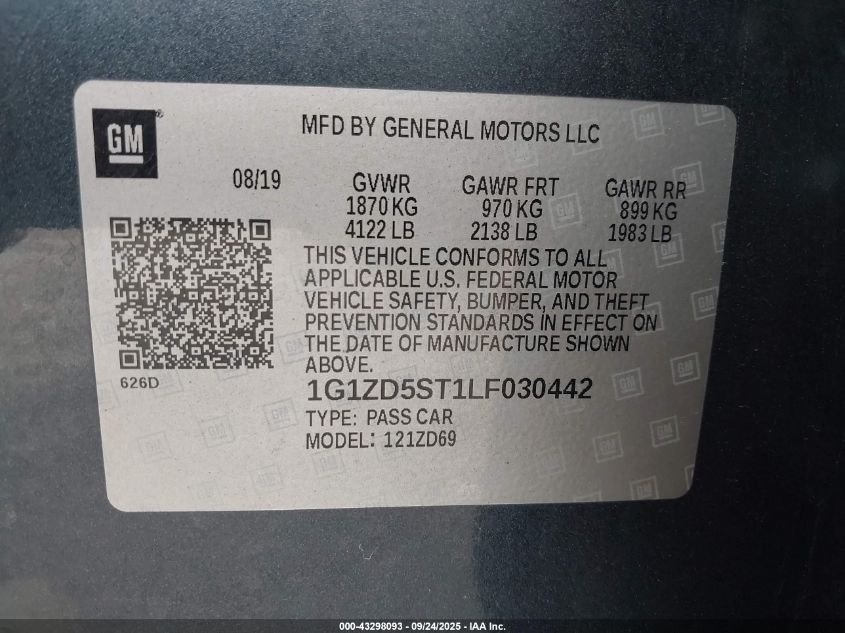 GM®
MFD BY GENERAL MOTORS LLC
08/19
GVWR GAWR FRT GAWR RR
1870 KG 970 KG 899 KG
4122 LB 2138 LB 1983 LB
THIS VEHICLE CONFORMS TO ALL
APPLICABLE U.S. FEDERAL MOTOR
VEHICLE SAFETY, BUMPER, AND THEFT
PREVENTION STANDARDS IN EFFECT ON
THE DATE OF MANUFACTURE SHOWN
ABOVE.
626D
1G1ZD5ST1LF030442
TYPE: PASS CAR
MODEL: 121ZD69
000-43298093 - 09/24/2025 - IAA Inc.